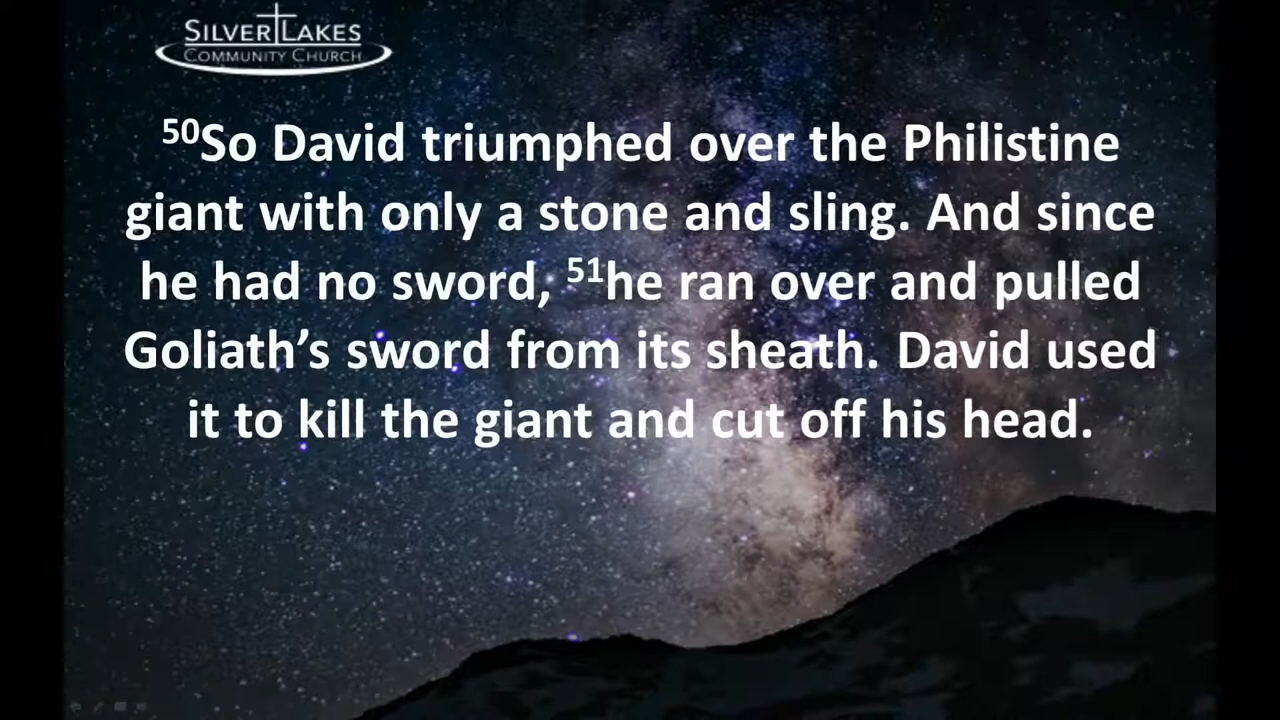 SILVER LAKES
COMMUNITY CHURCH
50So David triumphed over the Philistine
giant with only a stone and sling. And since
he had no sword, 51he ran over and pulled
Goliath’s sword from its sheath. David used
it to kill the giant and cut off his head.